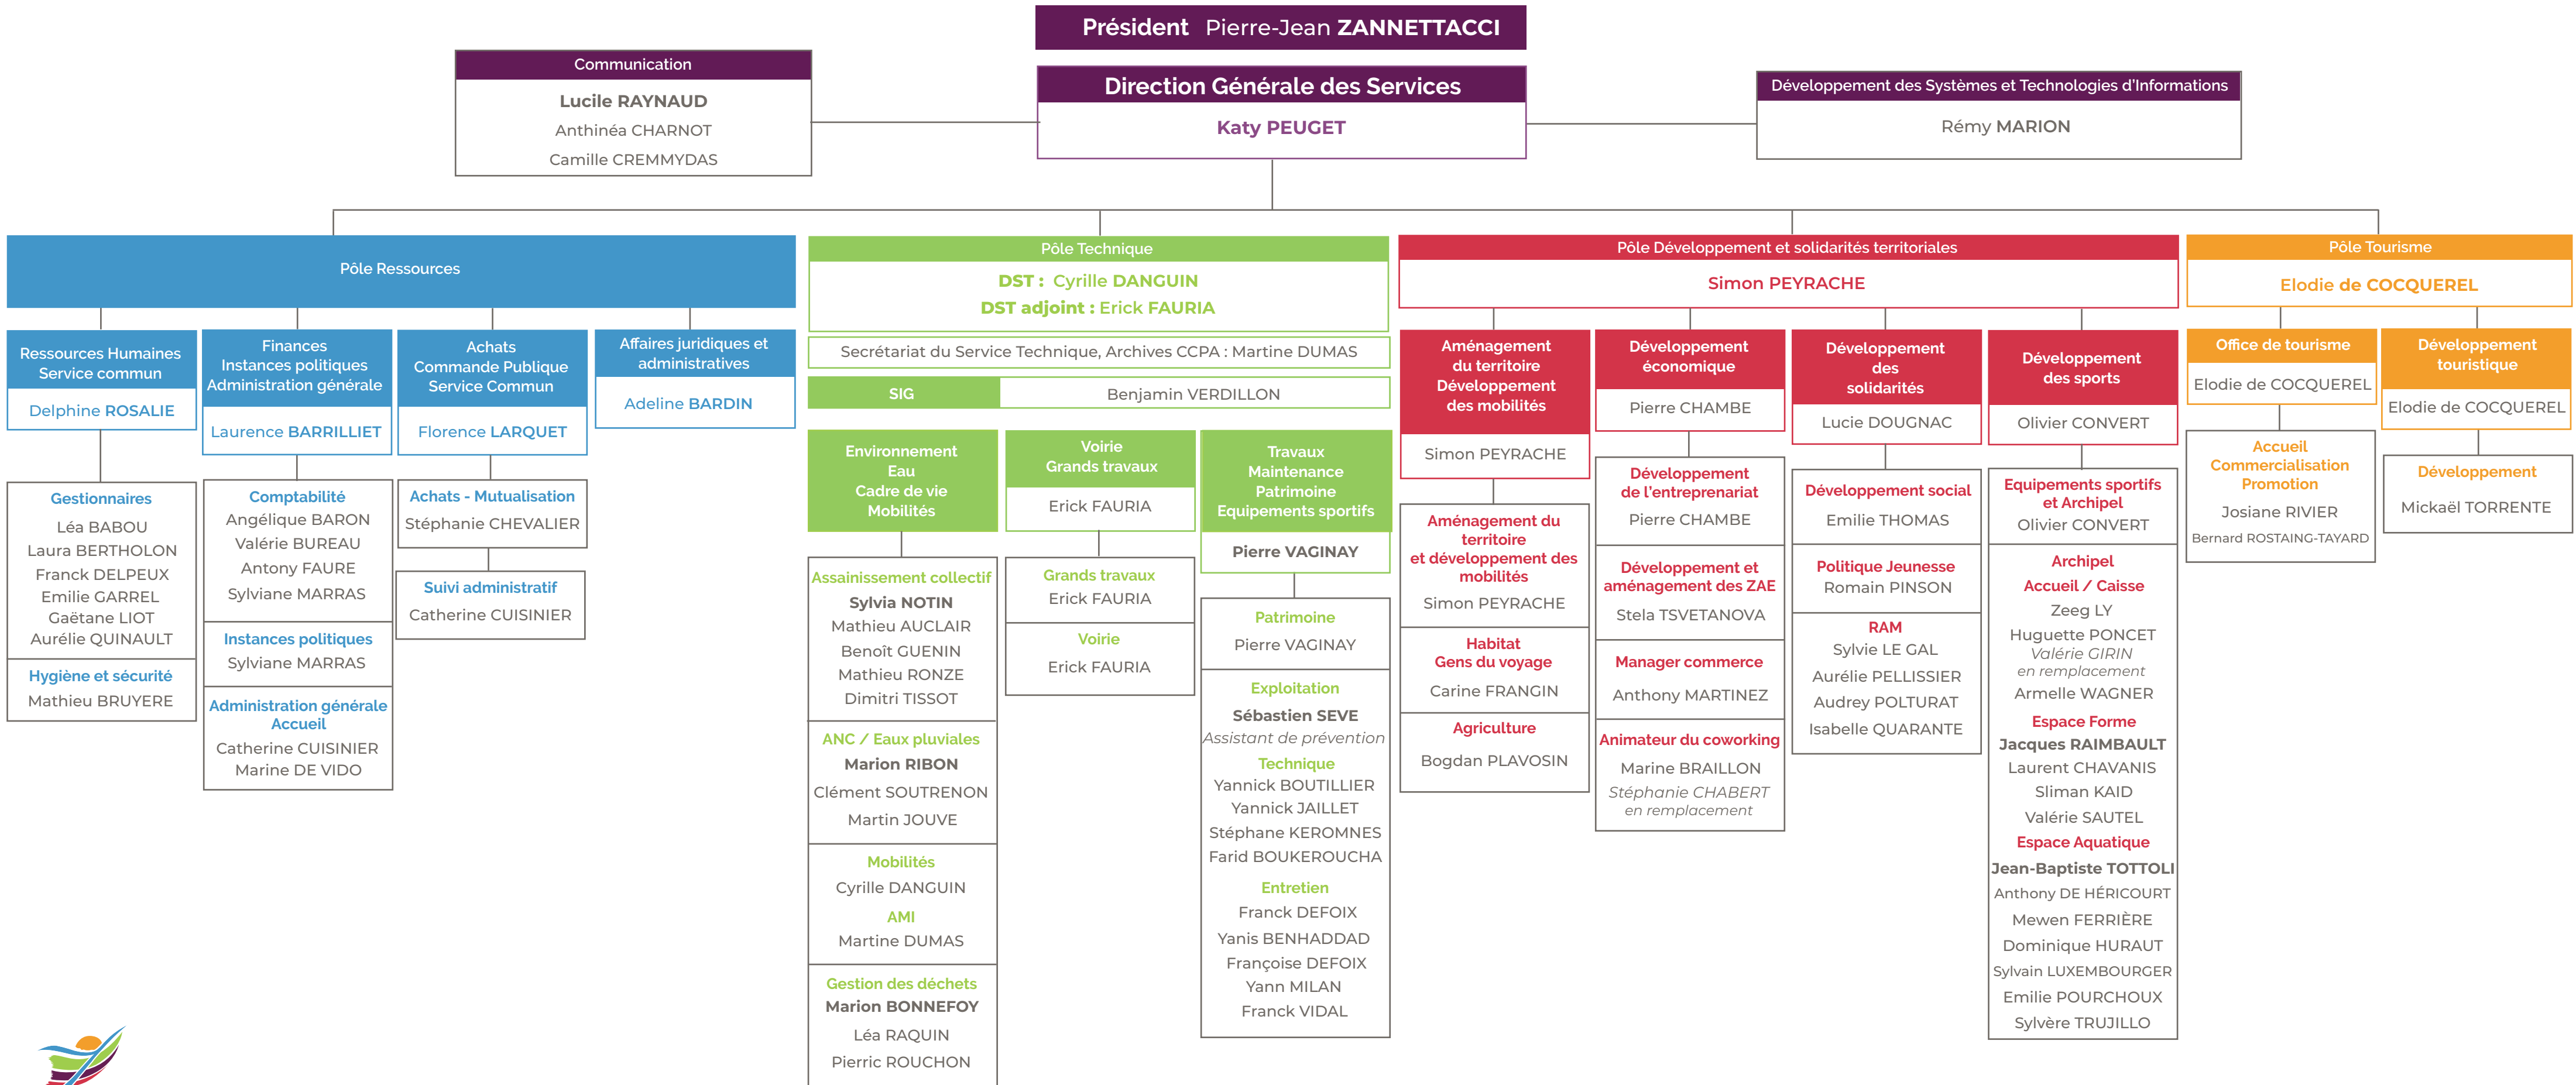 Président Pierre-Jean ZANNETTACCI
Communication
Lucile RAYNAUD
Anthinéa CHARNOT
Camille CREMMYDAS
Direction Générale des Services
Katy PEUGET
Développement des Systèmes et Technologies d'Informations
Rémy MARION
Pôle Ressources
Ressources Humaines
Service commun
Delphine ROSALIE
Gestionnaires
Léa BABOU
Laura BERTHOLON
Franck DELPEUX
Emilie GARREL
Gaëtane LIOT
Aurélie QUINAULT
Hygiène et sécurité
Mathieu BRUYERE
Finances
Instances politiques
Administration générale
Laurence BARRILLIET
Comptabilité
Angélique BARON
Valérie BUREAU
Antony FAURE
Sylviane MARRAS
Instances politiques
Sylviane MARRAS
Administration générale
Accueil
Catherine CUISINIER
Marine DE VIDO
Achats
Commande Publique
Service Commun
Florence LARQUET
Achats - Mutualisation
Stéphanie CHEVALIER
Suivi administratif
Catherine CUISINIER
Affaires juridiques et
administratives
Adeline BARDIN
Pôle Technique
DST : Cyrille DANGUIN
DST adjoint : Erick FAURIA
Secrétariat du Service Technique, Archives CCPA : Martine DUMAS
SIG
Benjamin VERDILLON
Environnement
Eau
Cadre de vie
Mobilités
Assainissement collectif
Sylvia NOTIN
Mathieu AUCLAIR
Benoît GUENIN
Mathieu RONZE
Dimitri TISSOT
ANC / Eaux pluviales
Marion RIBON
Clément SOUTRENON
Martin JOUVE
Mobilités
Cyrille DANGUIN
AMI
Martine DUMAS
Gestion des déchets
Marion BONNEFOY
Léa RAQUIN
Pierric ROUCHON
Voirie
Grands travaux
Erick FAURIA
Grands travaux
Erick FAURIA
Voirie
Erick FAURIA
Travaux
Maintenance
Patrimoine
Equipements sportifs
Pierre VAGINAY
Patrimoine
Pierre VAGINAY
Exploitation
Sébastien SEVE
Assistant de prévention
Technique
Yannick BOUTILLIER
Yannick JAILLET
Stéphane KEROMNES
Farid BOUKEROUCHA
Entretien
Franck DEFOIX
Yanis BENHADDAD
Françoise DEFOIX
Yann MILAN
Franck VIDAL
Pôle Développement et solidarités territoriales
Simon PEYRACHE
Aménagement
du territoire
Développement
des mobilités
Simon PEYRACHE
Aménagement du
territoire
et développement des
mobilités
Simon PEYRACHE
Habitat
Gens du voyage
Carine FRANGIN
Agriculture
Bogdan PLAVOSIN
Développement
économique
Pierre CHAMBE
Développement
de l'entreprenariat
Pierre CHAMBE
Développement et
aménagement des ZAE
Stela TSVETANOVA
Manager commerce
Anthony MARTINEZ
Animateur du coworking
Marine BRAILLON
Stéphanie CHABERT
en remplacement
Développement
des
solidarités
Lucie DOUGNAC
Développement social
Emilie THOMAS
Politique Jeunesse
Romain PINSON
RAM
Sylvie LE GAL
Aurélie PELLISSIER
Audrey POLTURAT
Isabelle QUARANTE
Développement
des sports
Olivier CONVERT
Equipements sportifs
et Archipel
Olivier CONVERT
Archipel
Accueil / Caisse
Zeeg LY
Huguette PONCET
Valérie GIRIN
en remplacement
Armelle WAGNER
Espace Forme
Jacques RAIMBAULT
Laurent CHAVANIS
Sliman KAID
Valérie SAUTEL
Espace Aquatique
Jean-Baptiste TOTTOLI
Anthony DE HÉRICOURT
Mewen FERRIÈRE
Dominique HURAUT
Sylvain LUXEMBOURGER
Emilie POURCHOUX
Sylvère TRUJILLO
Pôle Tourisme
Elodie de COCQUEREL
Office de tourisme
Elodie de COCQUEREL
Accueil
Commercialisation
Promotion
Josiane RIVIER
Bernard ROSTAING-TAYARD
Développement
touristique
Elodie de COCQUEREL
Développement
Mickaël TORRENTE